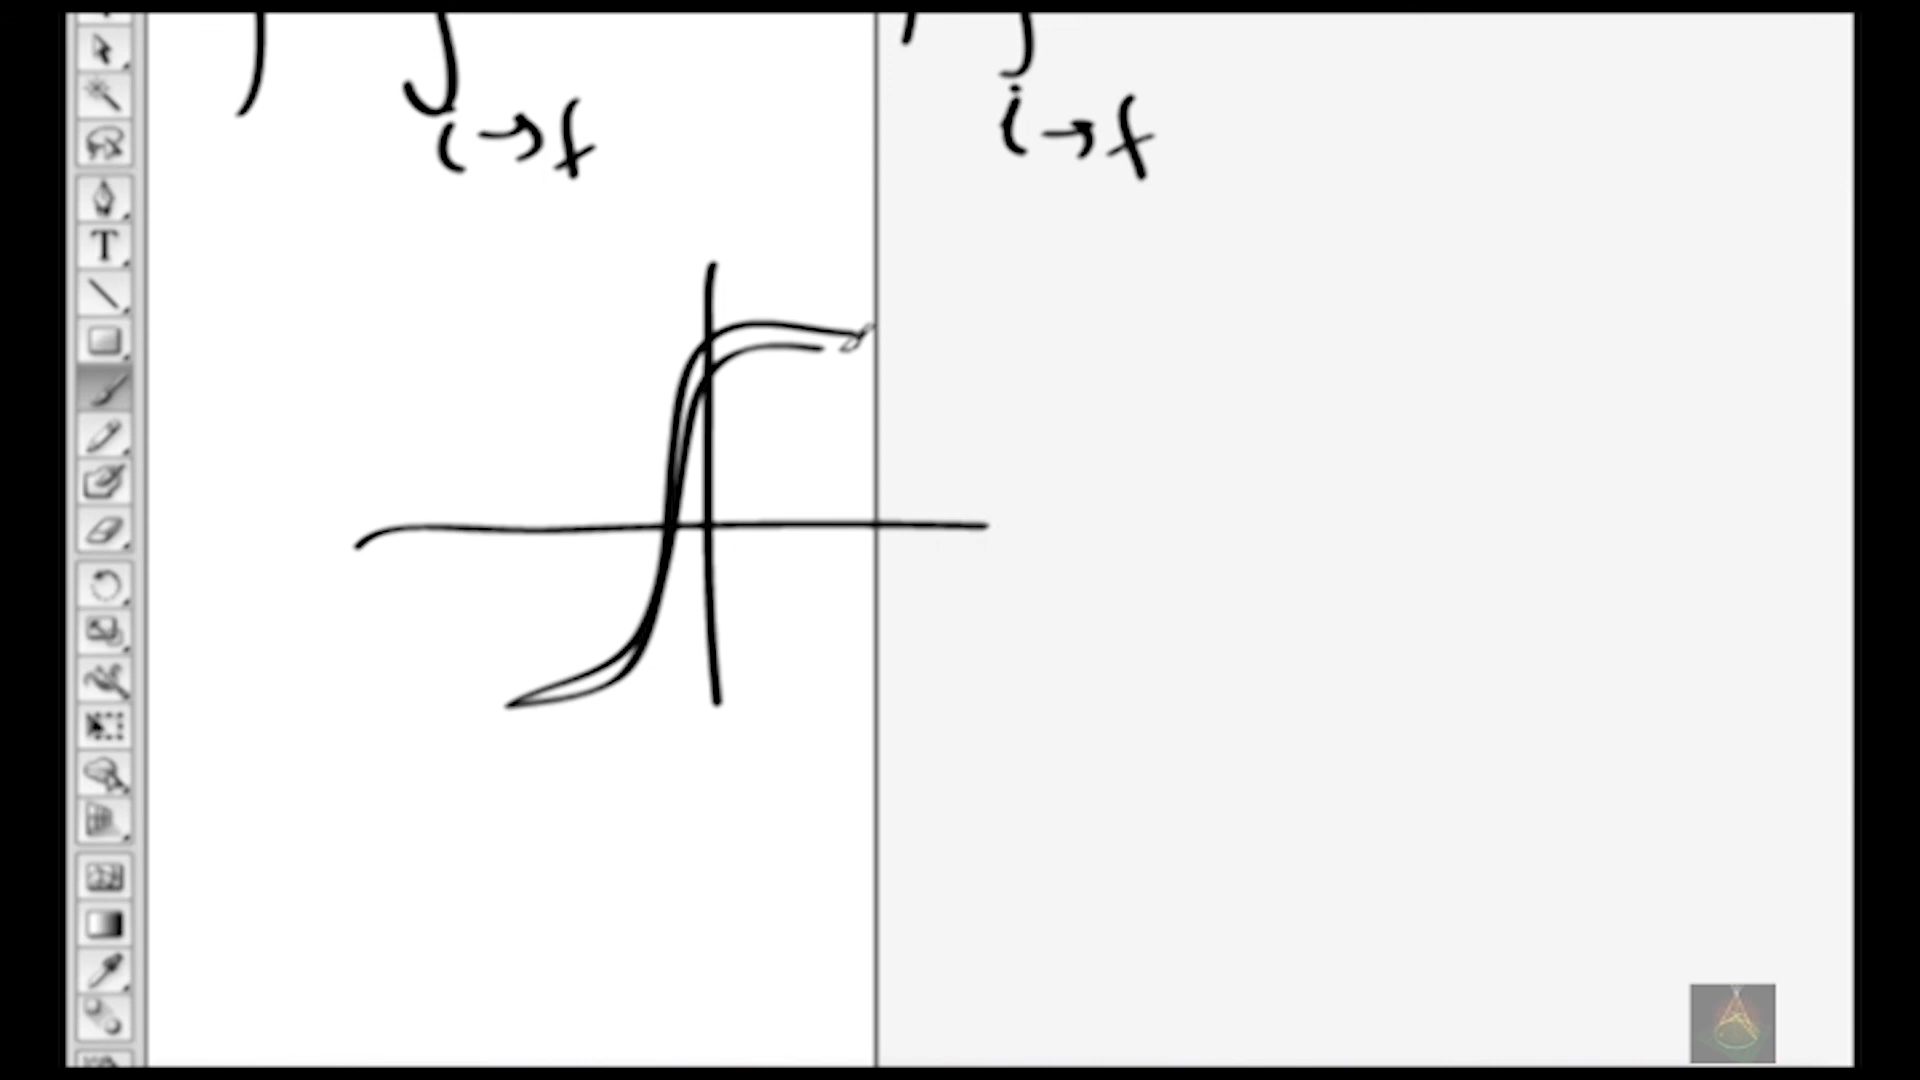 i → f i → f